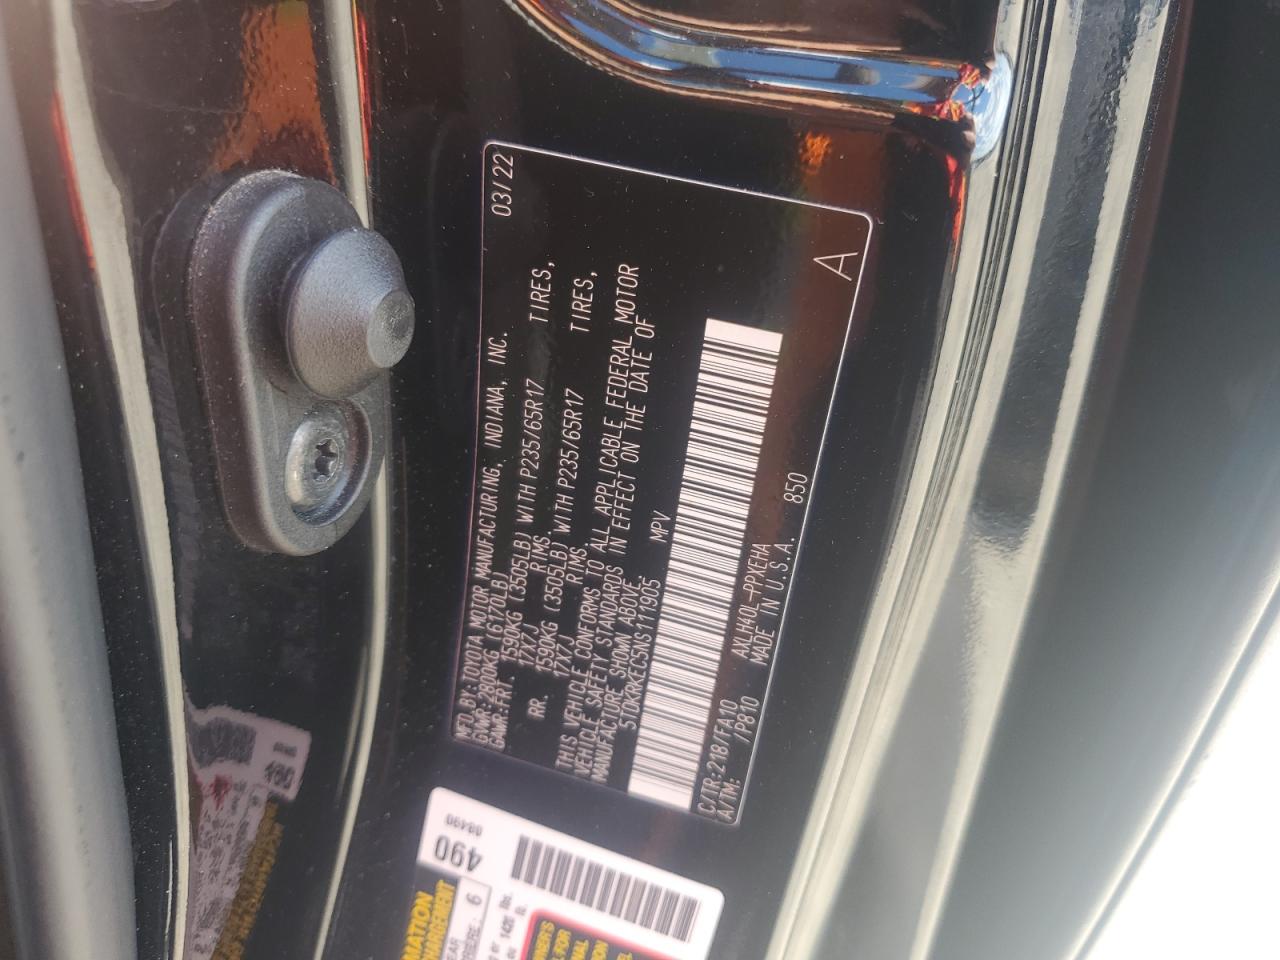 MFD. BY: TOYOTA MOTOR MANUFACTURING, INDIANA, INC. 03/22
GVWR: 2800KG (6170LB)
GAWR: FRT. 1590KG (3505LB) WITH P235/65R17 TIRES,
17X7J RIMS.
RR. 1590KG (3505LB) WITH P235/65R17 TIRES,
17X7J RIMS.
THIS VEHICLE CONFORMS TO ALL APPLICABLE FEDERAL MOTOR
VEHICLE SAFETY STANDARDS IN EFFECT ON THE DATE OF
MANUFACTURE SHOWN ABOVE.
5TDKRKEC5NS111905 MPV
C/TR: 218/FA10 AXLH40L-PPXEHA
A/TM: /P810 MADE IN U.S.A. 850
A
490
08490
6